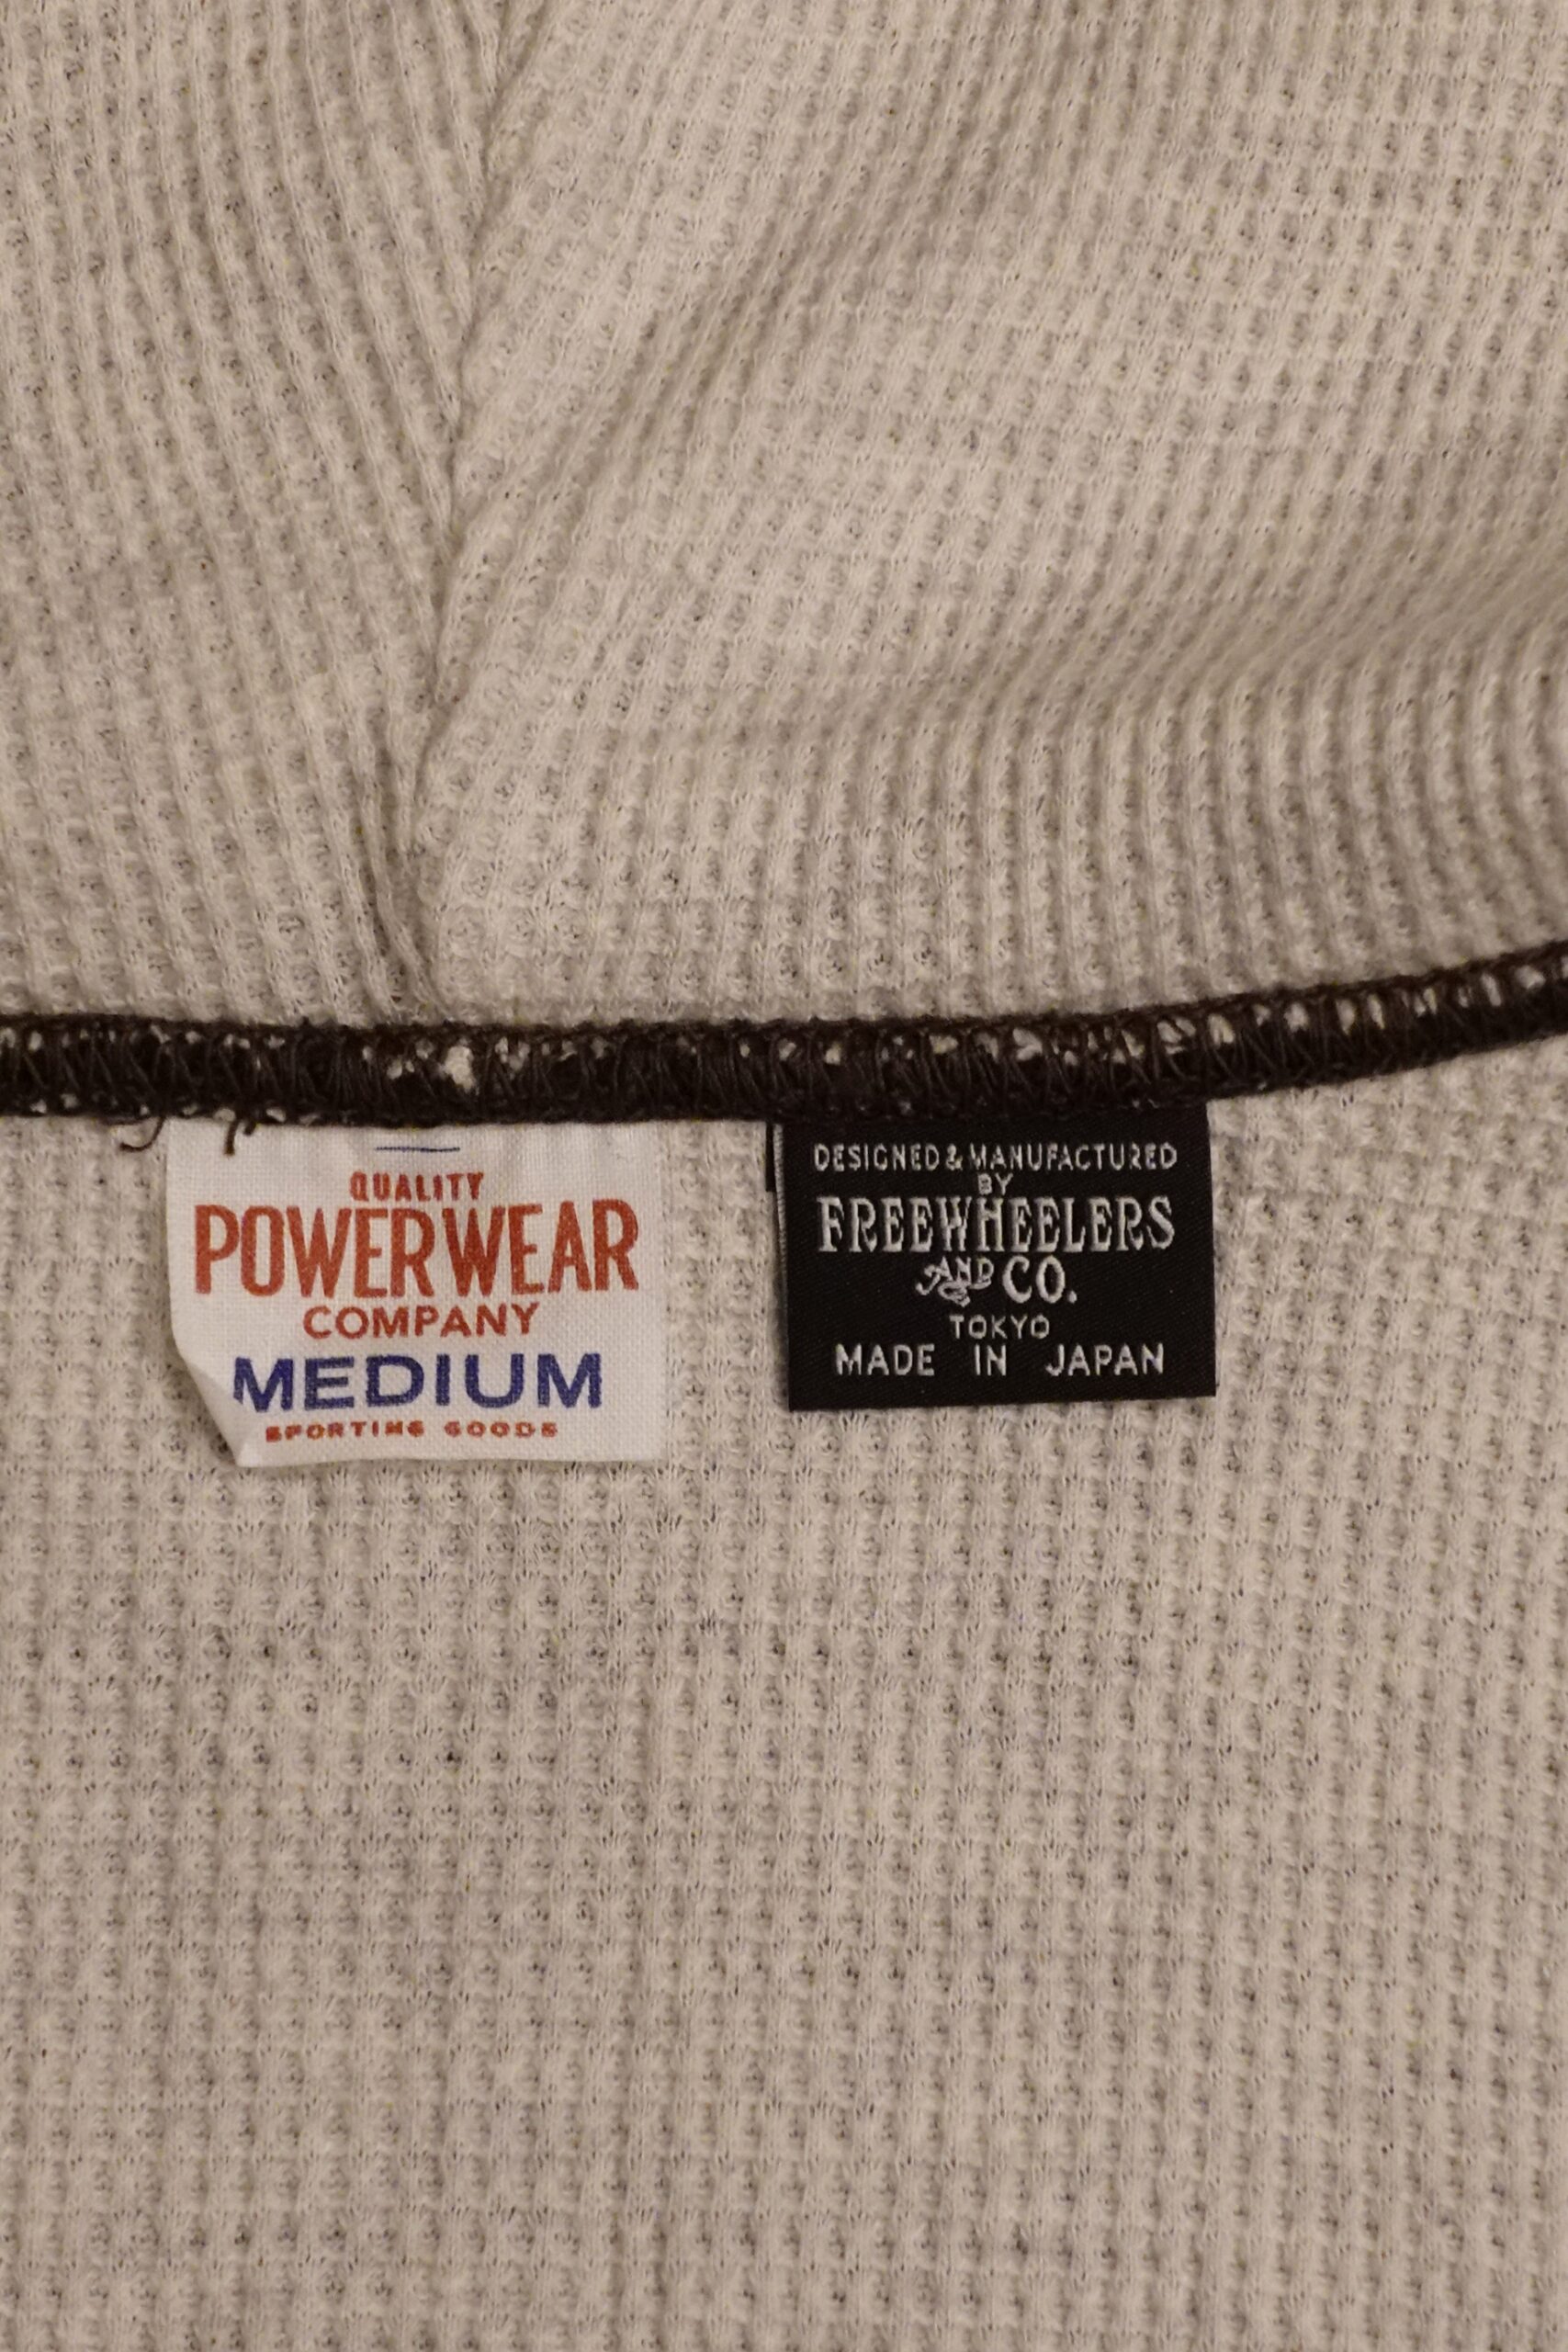 QUALITY
POWERWEAR
COMPANY
MEDIUM
SPORTING GOODS
DESIGNED & MANUFACTURED
BY
FREEWHEELERS
AND CO.
TOKYO
MADE IN JAPAN